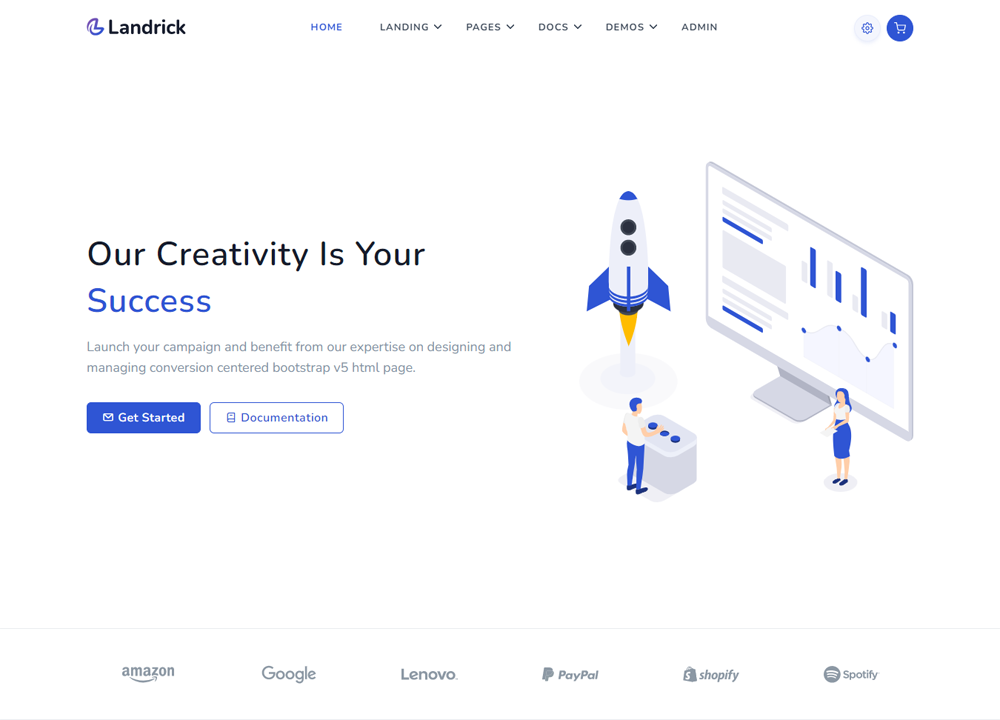 Landrick
HOME LANDING PAGES DOCS DEMOS ADMIN
Our Creativity Is Your
Success
Launch your campaign and benefit from our expertise on designing and
managing conversion centered bootstrap v5 html page.
Get Started Documentation
amazon Google Lenovo. PayPal shopify Spotify